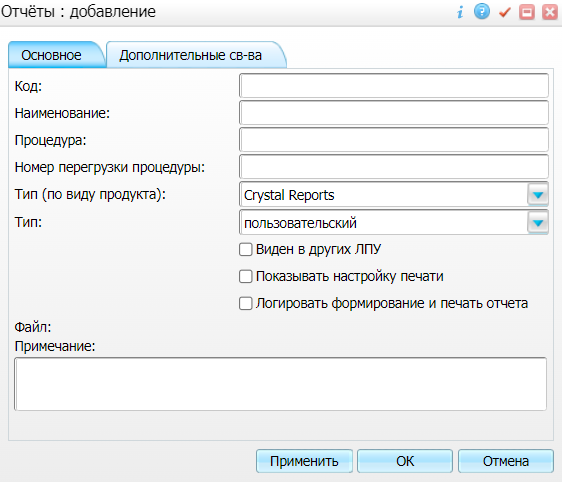 Отчёты : добавление
Основное Дополнительные св-ва
Код:
Наименование:
Процедура:
Номер перегрузки процедуры:
Тип (по виду продукта): Crystal Reports
Тип: пользовательский
Виден в других ЛПУ
Показывать настройку печати
Логировать формирование и печать отчета
Файл:
Примечание:
Применить ОК Отмена